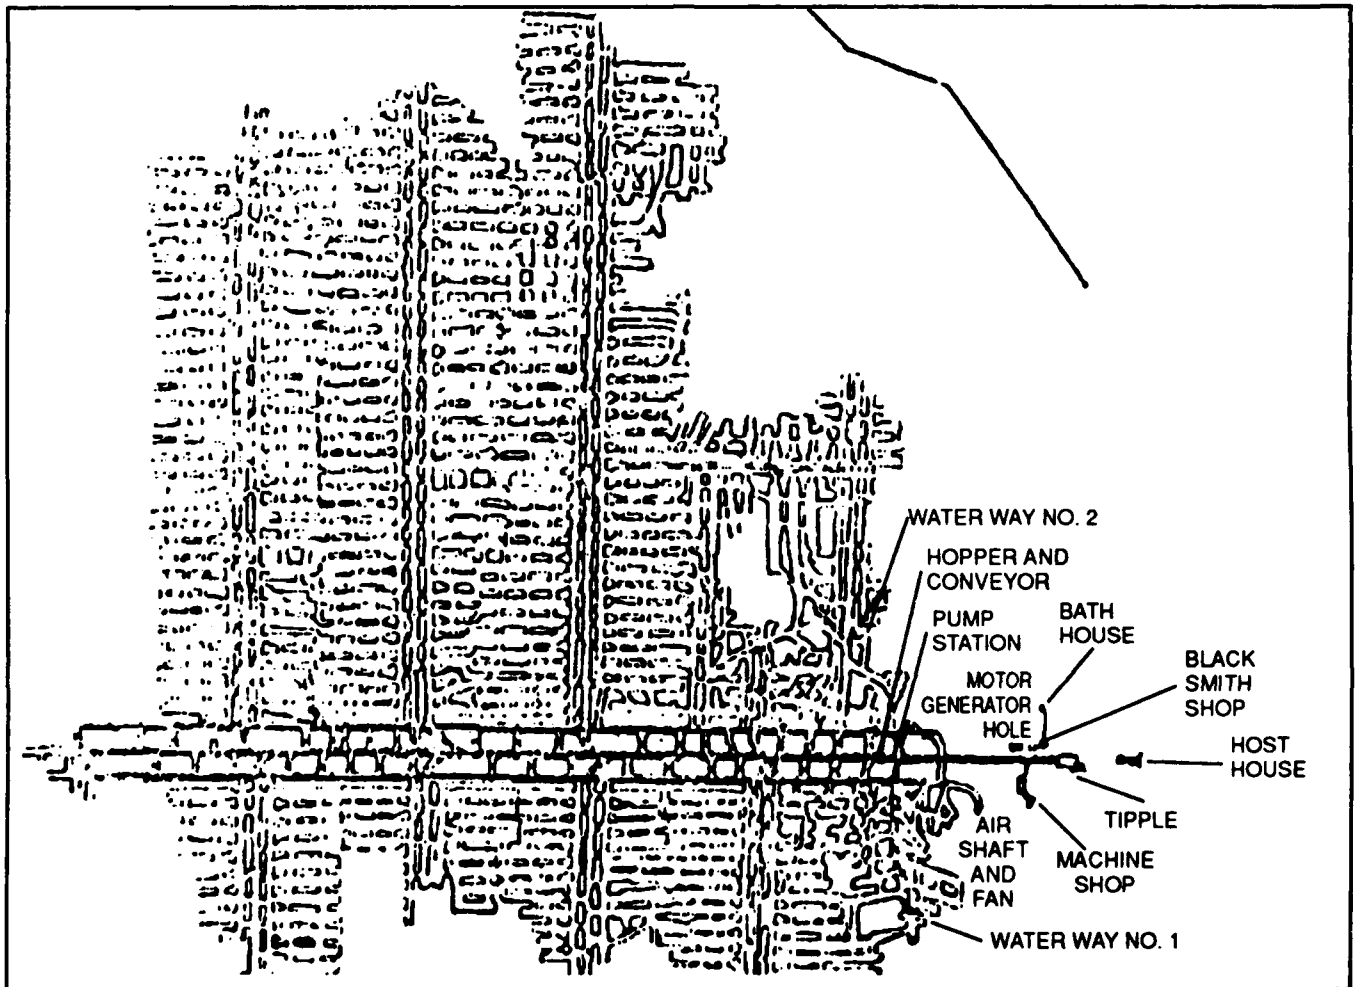 WATER WAY NO. 2
HOPPER AND
CONVEYOR
PUMP
STATION
BATH
HOUSE
MOTOR
GENERATOR
HOLE
BLACK
SMITH
SHOP
HOST
HOUSE
TIPPLE
AIR
SHAFT
AND
FAN
MACHINE
SHOP
WATER WAY NO. 1